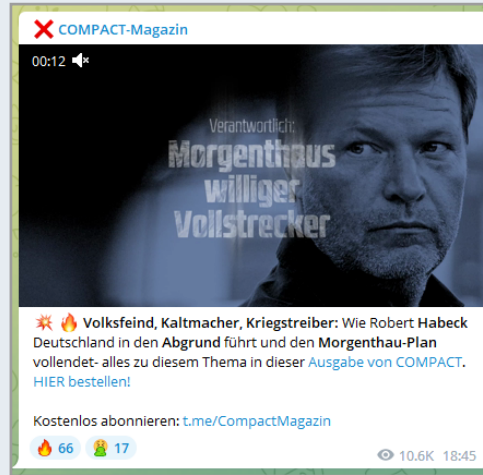 COMPACT-Magazin
00:12
Verantwortlich:
Morgenthaus
williger
Vollstrecker
Volksfeind, Kaltmacher, Kriegstreiber: Wie Robert Habeck
Deutschland in den Abgrund führt und den Morgenthau-Plan
vollendet- alles zu diesem Thema in dieser Ausgabe von COMPACT.
HIER bestellen!
Kostenlos abonnieren: t.me/CompactMagazin
66 17
10.6K 18:45